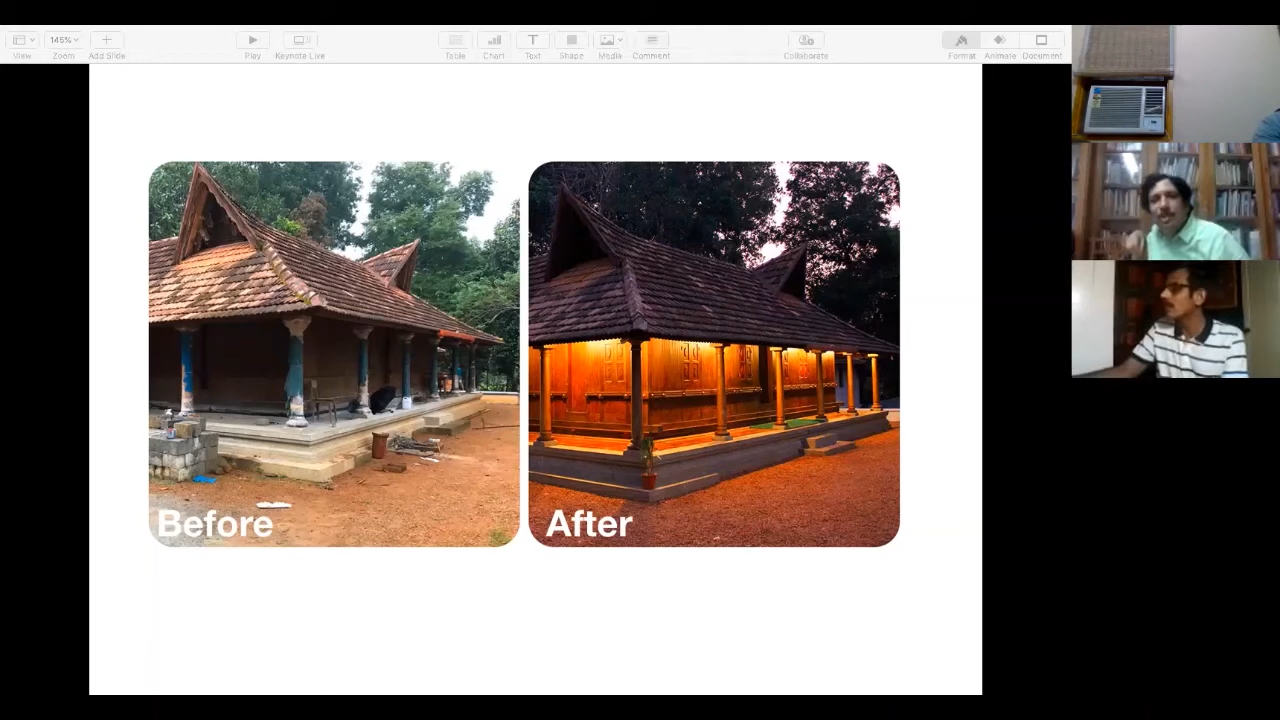 145%
View Zoom Add Slide Play Keynote Live Table Chart Text Shape Media Comment Collaborate Format Animate Document
Before
After